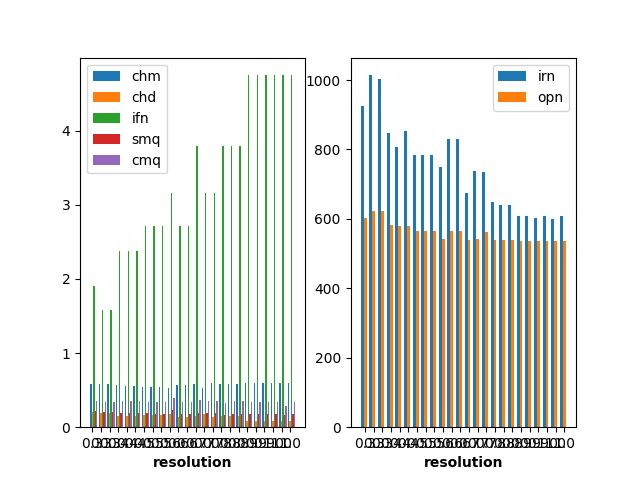 chm
chd
ifn
smq
cmq
4
3
2
1
0
resolution
irn
opn
1000
800
600
400
200
0
resolution